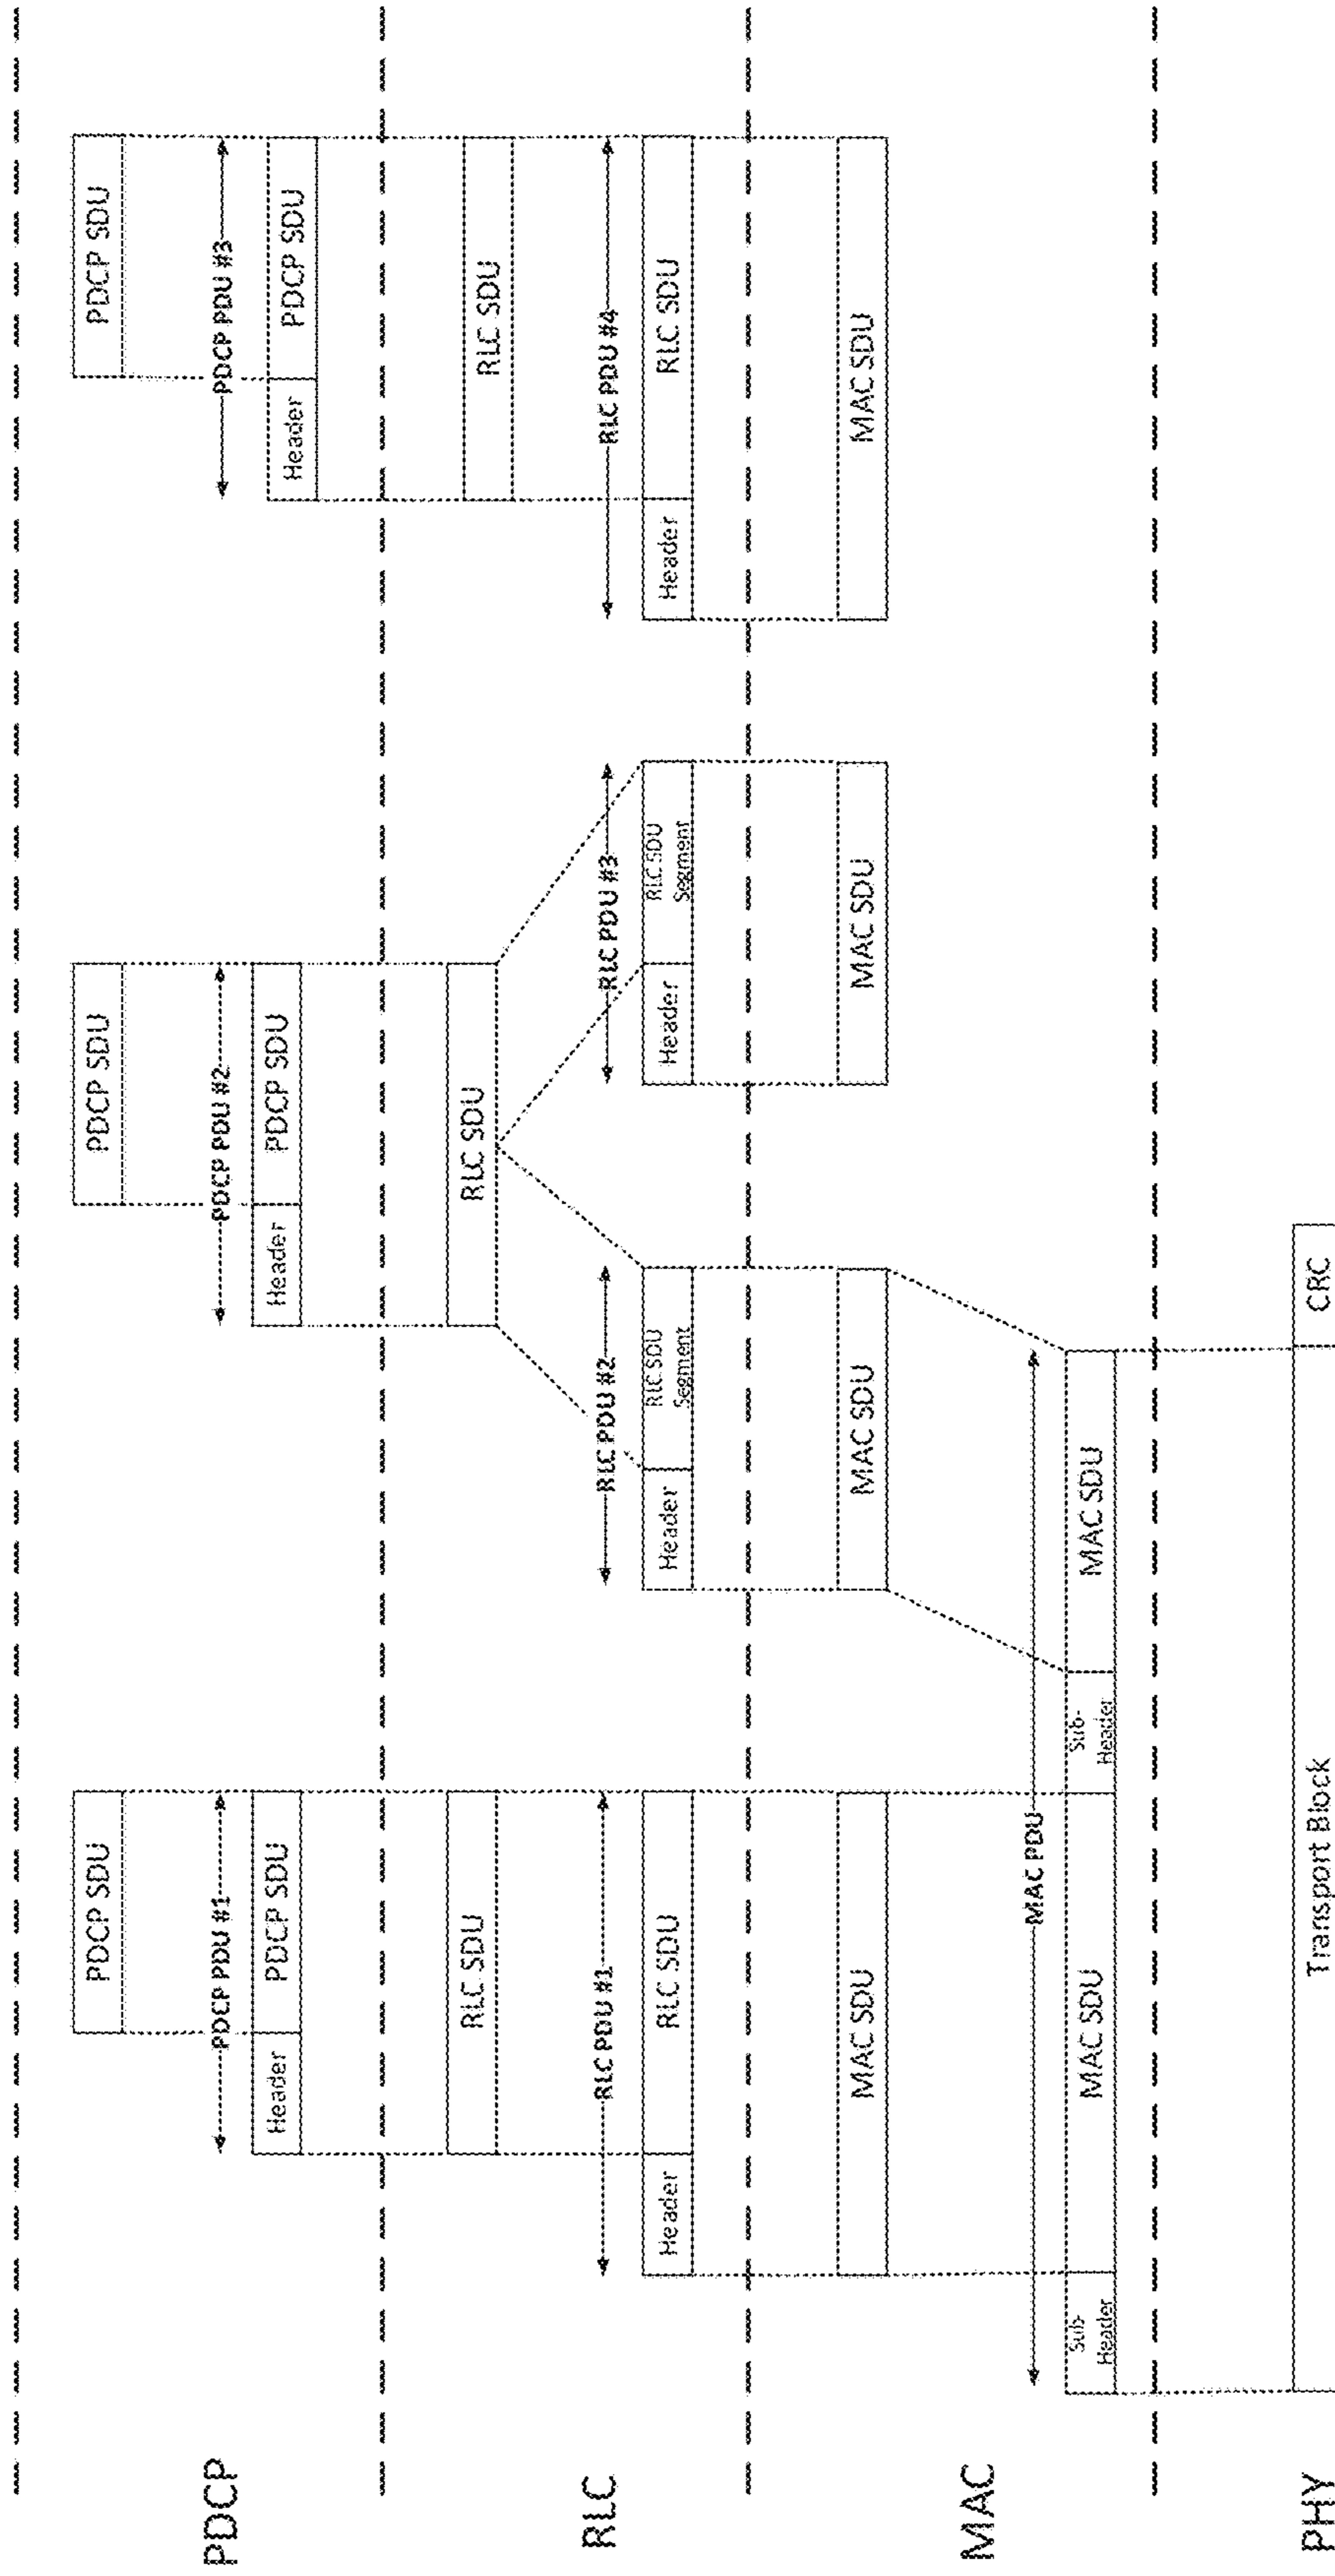 PDCP
PDCP SDU
PDCP SDU
PDCP SDU
PDCP PDU #1
PDCP PDU #2
PDCP PDU #3
Header
PDCP SDU
Header
PDCP SDU
Header
PDCP SDU
RLC
RLC SDU
RLC SDU
RLC SDU
RLC PDU #1
RLC PDU #2
RLC PDU #3
RLC PDU #4
Header
RLC SDU
Header
RLC SDU
Segment
Header
RLC SDU
Segment
Header
RLC SDU
MAC
MAC SDU
MAC SDU
MAC SDU
MAC SDU
MAC PDU
Sub-
Header
MAC SDU
Sub-
Header
MAC SDU
PHY
Transport Block
CRC